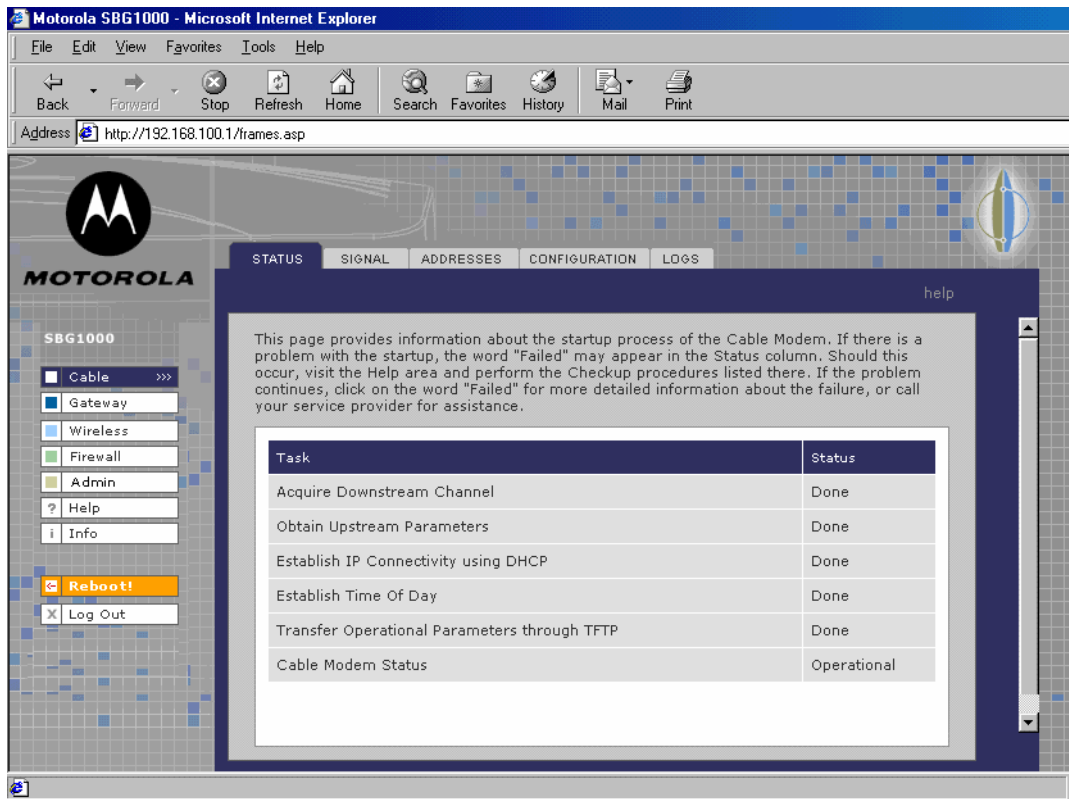 Motorola SBG1000 - Microsoft Internet Explorer
File Edit View Favorites Tools Help
Back Forward Stop Refresh Home Search Favorites History Mail Print
Address http://192.168.100.1/frames.asp
MOTOROLA
STATUS SIGNAL ADDRESSES CONFIGURATION LOGS
help
SBG1000
Cable >>>
Gateway
Wireless
Firewall
Admin
? Help
i Info
Reboot!
X Log Out
This page provides information about the startup process of the Cable Modem. If there is a
problem with the startup, the word "Failed" may appear in the Status column. Should this
occur, visit the Help area and perform the Checkup procedures listed there. If the problem
continues, click on the word "Failed" for more detailed information about the failure, or call
your service provider for assistance.
Task Status
Acquire Downstream Channel Done
Obtain Upstream Parameters Done
Establish IP Connectivity using DHCP Done
Establish Time Of Day Done
Transfer Operational Parameters through TFTP Done
Cable Modem Status Operational